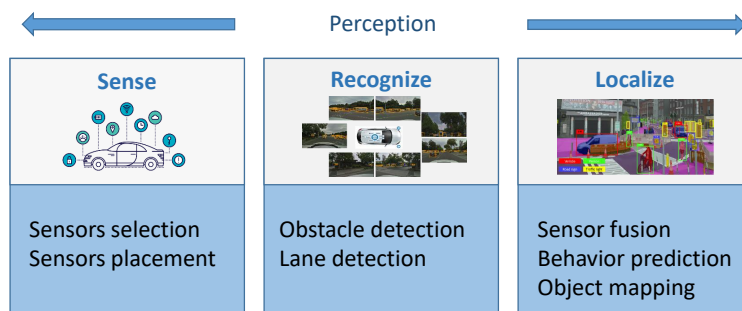 Perception
Sense
Recognize
Localize
Sensors selection
Sensors placement
Obstacle detection
Lane detection
Sensor fusion
Behavior prediction
Object mapping